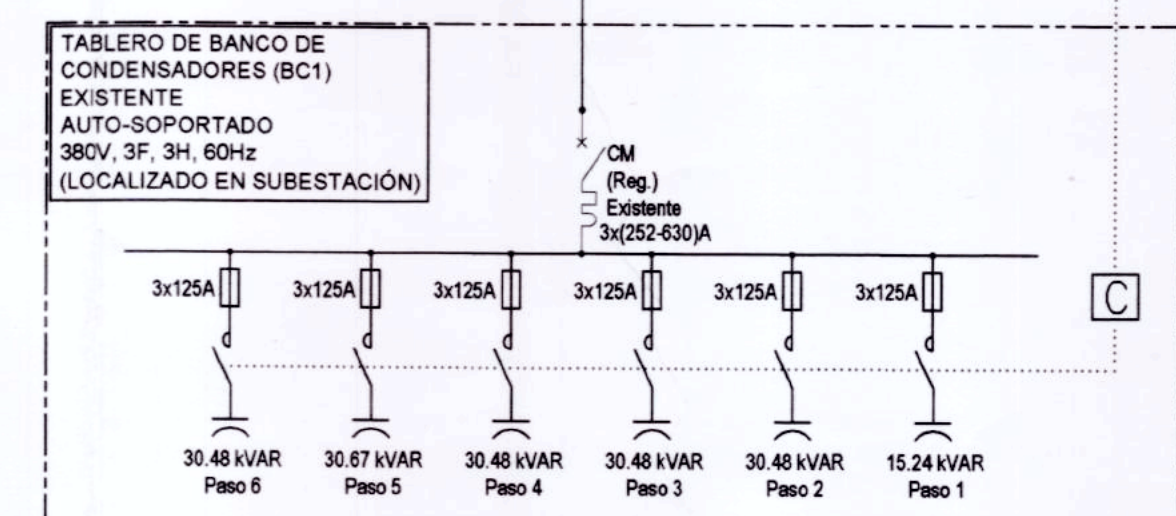 TABLERO DE BANCO DE
CONDENSADORES (BC1)
EXISTENTE
AUTO-SOPORTADO
380V, 3F, 3H, 60Hz
(LOCALIZADO EN SUBESTACIÓN)
CM
(Reg.)
Existente
3x(252-630)A
3x125A 3x125A 3x125A 3x125A 3x125A 3x125A
C
30.48 kVAR 30.67 kVAR 30.48 kVAR 30.48 kVAR 30.48 kVAR 15.24 kVAR
Paso 6 Paso 5 Paso 4 Paso 3 Paso 2 Paso 1